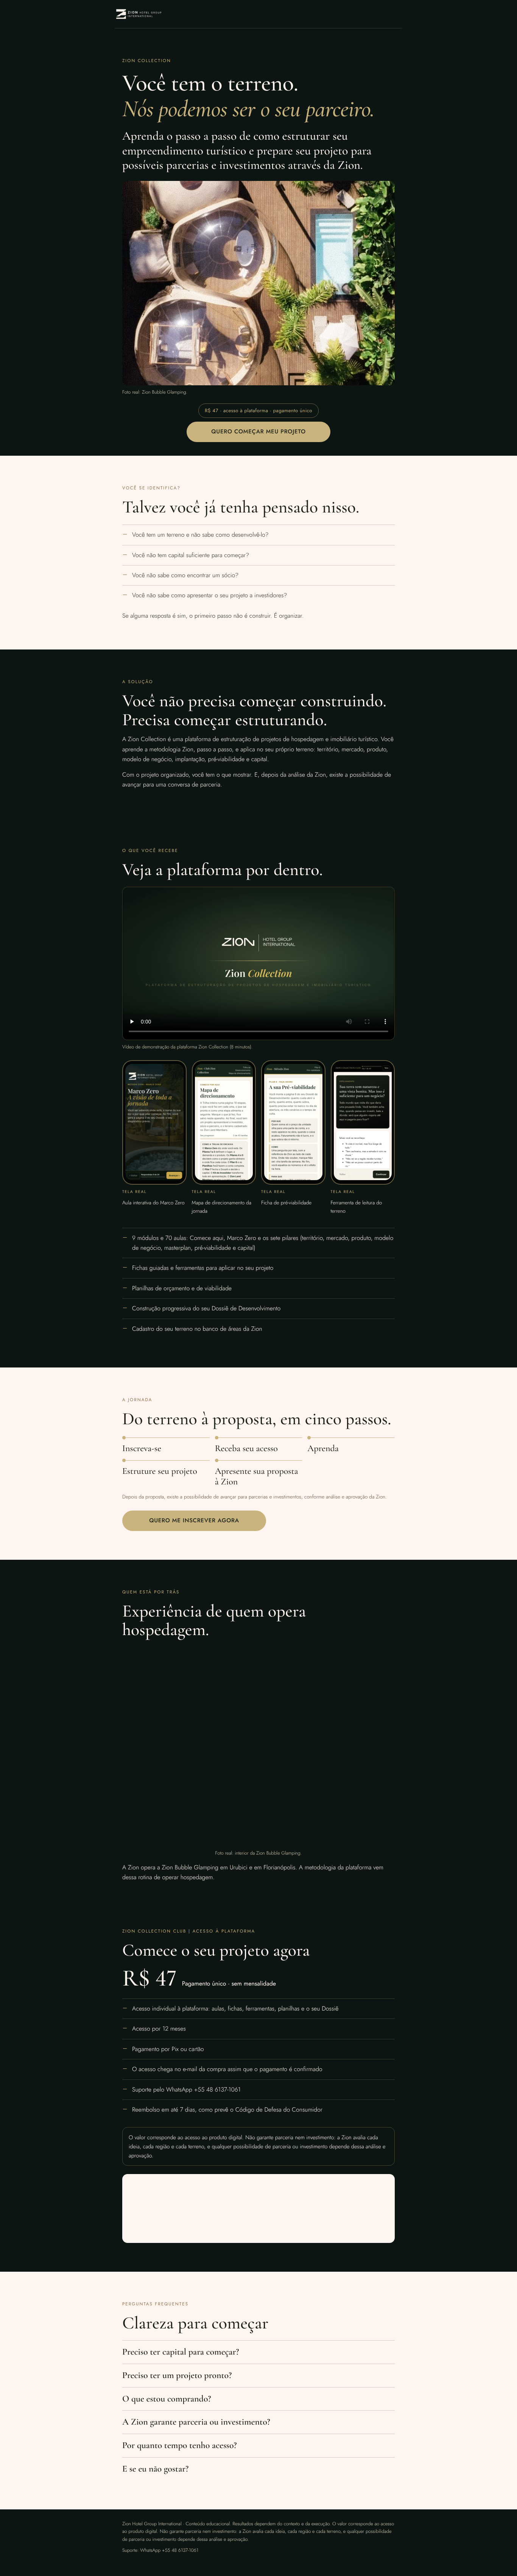 ZION HOTEL GROUP
INTERNATIONAL
ZION COLLECTION
Você tem o terreno.
Nós podemos ser o seu parceiro.
Aprenda o passo a passo de como estruturar seu
empreendimento turístico e prepare seu projeto para
possíveis parcerias e investimentos através da Zion.
Foto real: Zion Bubble Glamping
R$ 47 · acesso à plataforma · pagamento único
QUERO COMEÇAR MEU PROJETO
VOCÊ SE IDENTIFICA?
Talvez você já tenha pensado nisso.
— Você tem um terreno e não sabe como desenvolvê-lo?
— Você não tem capital suficiente para começar?
— Você não sabe como encontrar um sócio?
— Você não sabe como apresentar o seu projeto a investidores?
Se alguma resposta é sim, o primeiro passo não é construir. É organizar.
A SOLUÇÃO
Você não precisa começar construindo.
Precisa começar estruturando.
A Zion Collection é uma plataforma de estruturação de projetos de hospedagem e imobiliário turístico. Você
aprende a metodologia Zion, passo a passo, e aplica no seu próprio terreno: território, mercado, produto,
modelo de negócio, implantação, pré-viabilidade e capital.
Com o projeto organizado, você tem o que mostrar. E, depois da análise da Zion, existe a possibilidade de
avançar para uma conversa de parceria.
O QUE VOCÊ RECEBE
Veja a plataforma por dentro.
ZION HOTEL GROUP
INTERNATIONAL
Zion Collection
PLATAFORMA DE ESTRUTURAÇÃO DE PROJETOS DE HOSPEDAGEM E IMOBILIÁRIO TURÍSTICO
0:00
Vídeo de demonstração da plataforma Zion Collection (8 minutos).
Marco Zero
A visão de toda a
jornada
Mapa de
direcionamento
A sua Pré-viabilidade
TELA REAL
Aula interativa do Marco Zero
TELA REAL
Mapa de direcionamento da
jornada
TELA REAL
Ficha de pré-viabilidade
TELA REAL
Ferramenta de leitura do
terreno
— 9 módulos e 70 aulas: Comece aqui, Marco Zero e os sete pilares (território, mercado, produto, modelo
de negócio, masterplan, pré-viabilidade e capital)
— Fichas guiadas e ferramentas para aplicar no seu projeto
— Planilhas de orçamento e de viabilidade
— Construção progressiva do seu Dossiê de Desenvolvimento
— Cadastro do seu terreno no banco de áreas da Zion
A JORNADA
Do terreno à proposta, em cinco passos.
Inscreva-se
Receba seu acesso
Aprenda
Estruture seu projeto
Apresente sua proposta
à Zion
Depois da proposta, existe a possibilidade de avançar para parcerias e investimentos, conforme análise e aprovação da Zion.
QUERO ME INSCREVER AGORA
QUEM ESTÁ POR TRÁS
Experiência de quem opera
hospedagem.
Foto real: interior da Zion Bubble Glamping
A Zion opera a Zion Bubble Glamping em Urubici e em Florianópolis. A metodologia da plataforma vem
dessa rotina de operar hospedagem.
ZION COLLECTION CLUB | ACESSO À PLATAFORMA
Comece o seu projeto agora
R$ 47 Pagamento único · sem mensalidade
— Acesso individual à plataforma: aulas, fichas, ferramentas, planilhas e o seu Dossiê
— Acesso por 12 meses
— Pagamento por Pix ou cartão
— O acesso chega no e-mail da compra assim que o pagamento é confirmado
— Suporte pelo WhatsApp +55 48 6137-1061
— Reembolso em até 7 dias, como prevê o Código de Defesa do Consumidor
O valor corresponde ao acesso ao produto digital. Não garante parceria nem investimento: a Zion avalia cada
ideia, cada região e cada terreno, e qualquer possibilidade de parceria ou investimento depende dessa análise e
aprovação.
PERGUNTAS FREQUENTES
Clareza para começar
Preciso ter capital para começar?
Preciso ter um projeto pronto?
O que estou comprando?
A Zion garante parceria ou investimento?
Por quanto tempo tenho acesso?
E se eu não gostar?
Zion Hotel Group International · Conteúdo educacional. Resultados dependem do contexto e da execução. O valor corresponde ao acesso
ao produto digital. Não garante parceria nem investimento: a Zion avalia cada ideia, cada região e cada terreno, e qualquer possibilidade
de parceria ou investimento depende dessa análise e aprovação.
Suporte: WhatsApp +55 48 6137-1061